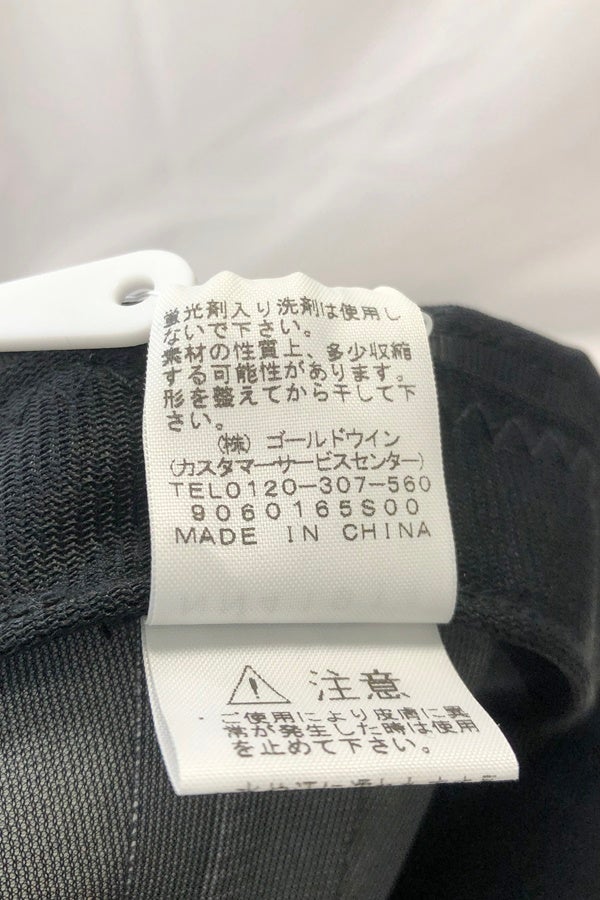 蛍光剤入り洗剤は使用し
ないで下さい。
素材の性質上、多少収縮
する可能性があります。
形を整えてから干して下
さい。
(株) ゴールドウイン
(カスタマーサービスセンター)
TEL0120-307-560
9060165S00
MADE IN CHINA
注意
ご使用により皮膚に異
常が発生した時は使用
を止めて下さい。